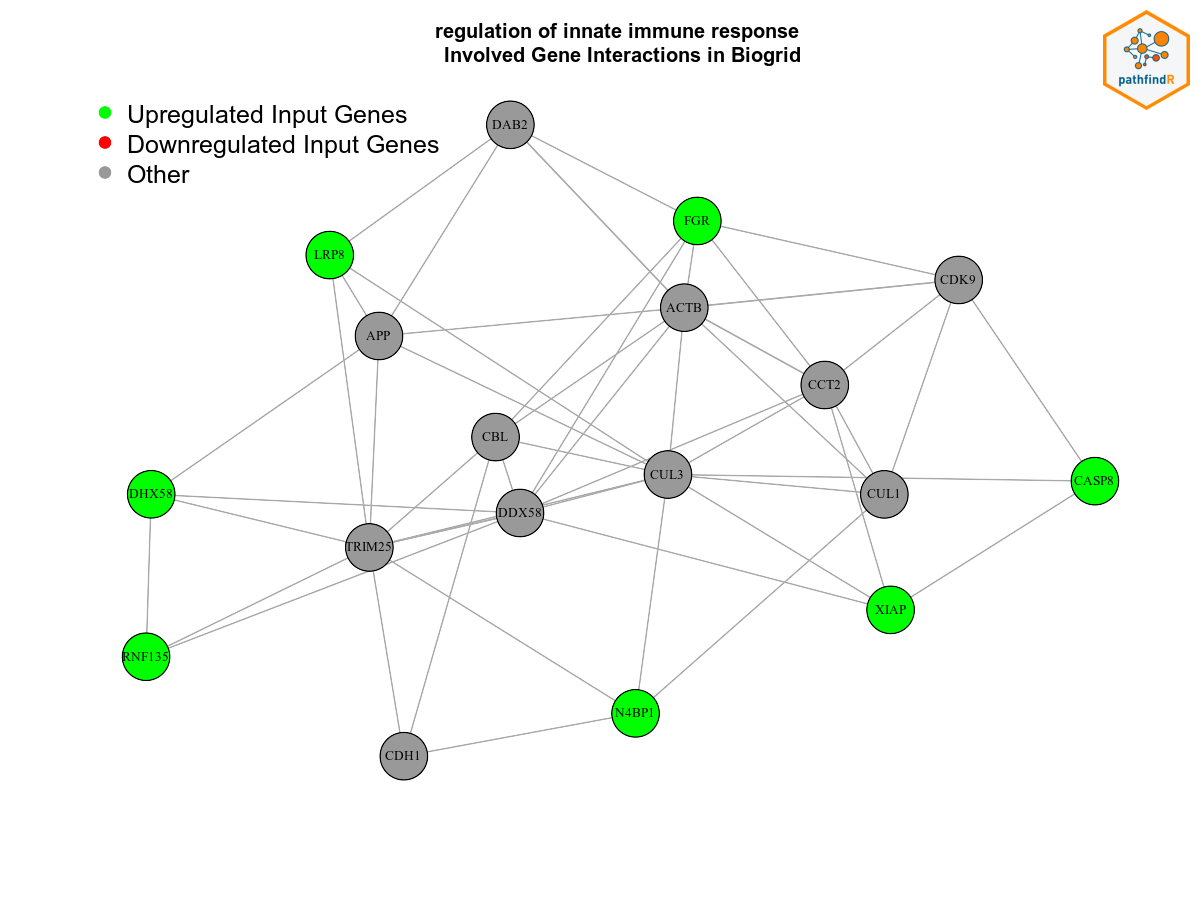 regulation of innate immune response
Involved Gene Interactions in Biogrid
pathfindR
Upregulated Input Genes
Downregulated Input Genes
Other
DAB2
FGR
LRP8
CDK9
ACTB
APP
CCT2
CBL
CUL3
CASP8
DHX58
CUL1
DDX58
TRIM25
XIAP
RNF135
N4BP1
CDH1